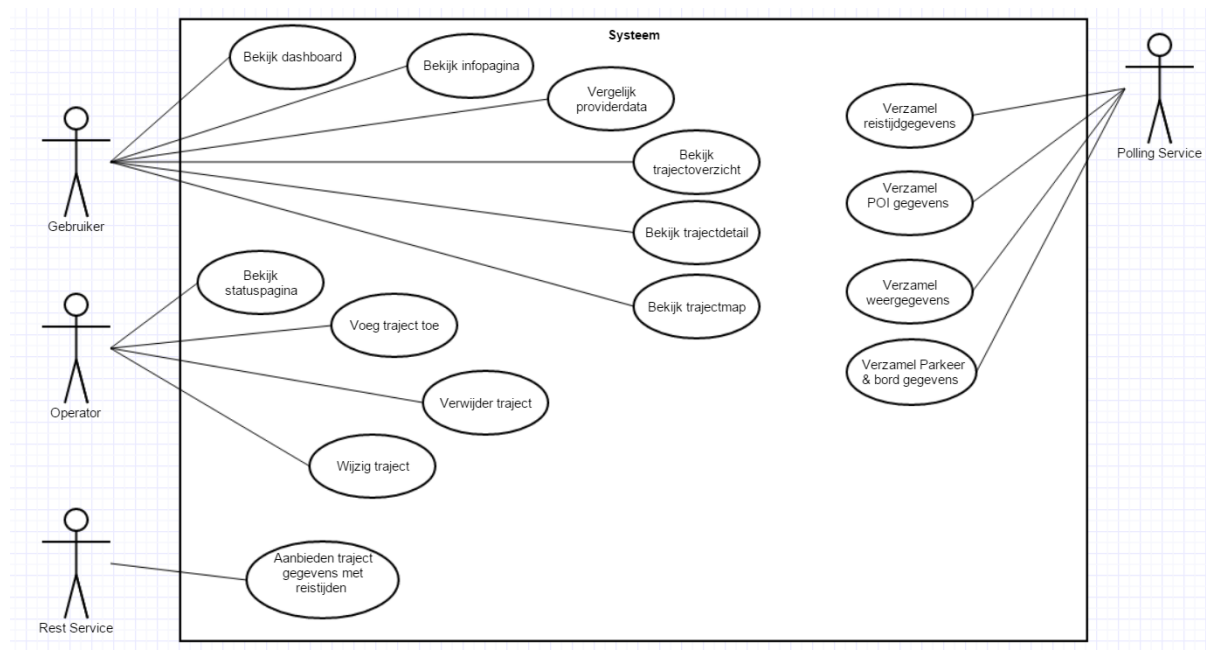 Systeem
Bekijk dashboard
Bekijk infopagina
Vergelijk
providerdata
Bekijk
trajectoverzicht
Bekijk trajectdetail
Bekijk trajectmap
Gebruiker
Verzamel
reistijdgegevens
Verzamel
POI gegevens
Verzamel
weergegevens
Verzamel Parkeer
& bord gegevens
Polling Service
Bekijk
statuspagina
Voeg traject toe
Verwijder traject
Wijzig traject
Operator
Aanbieden traject
gegevens met
reistijden
Rest Service